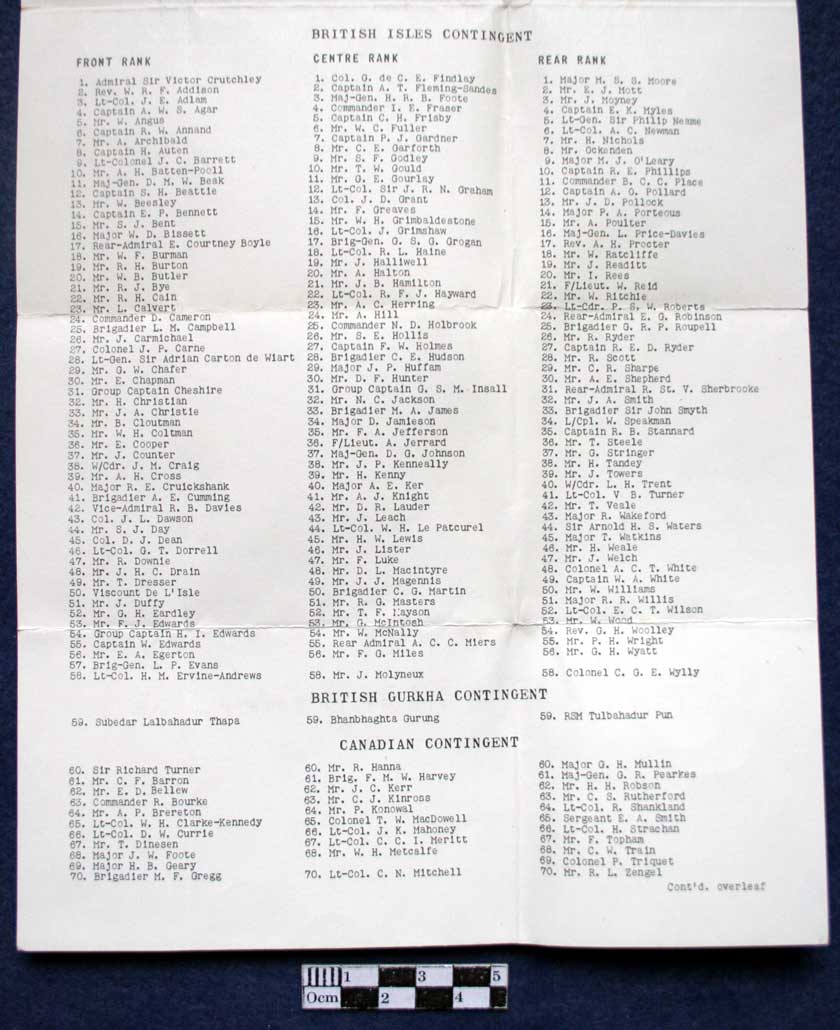 BRITISH ISLES CONTINGENT
FRONT RANK
1. Admiral Sir Victor Crutchley
2. Rev. W. R. F. Addison
3. Lt-Col. J. E. Adlam
4. Captain A. W. S. Agar
5. Mr. W. Angus
6. Captain R. W. Annand
7. Mr. A. Archibald
8. Captain H. Auten
9. Lt-Colonel J. C. Barrett
10. Mr. A. H. Batten-Pooll
11. Maj-Gen. D. M. W. Beak
12. Captain S. H. Beattie
13. Mr. W. Beesley
14. Captain E. P. Bennett
15. Mr. S. J. Bent
16. Major W. D. Bissett
17. Rear-Admiral E. Courtney Boyle
18. Mr. W. F. Burman
19. Mr. R. H. Burton
20. Mr. W. B. Butler
21. Mr. R. J. Bye
22. Mr. R. H. Cain
23. Mr. L. Calvert
24. Commander D. Cameron
25. Brigadier L. M. Campbell
26. Mr. J. Carmichael
27. Colonel J. P. Carne
28. Lt-Gen. Sir Adrian Carton de Wiart
29. Mr. G. W. Chafer
30. Mr. E. Chapman
31. Group Captain Cheshire
32. Mr. H. Christian
33. Mr. J. A. Christie
34. Mr. B. Cloutman
35. Mr. W. H. Coltman
36. Mr. E. Cooper
37. Mr. J. Counter
38. W/Cdr. J. M. Craig
39. Mr. A. H. Cross
40. Major R. E. Cruickshank
41. Brigadier A. E. Cumming
42. Vice-Admiral R. B. Davies
43. Col. J. L. Dawson
44. Mr. S. J. Day
45. Col. D. J. Dean
46. Lt-Col. G. T. Dorrell
47. Mr. R. Downie
48. Mr. J. H. C. Drain
49. Mr. T. Dresser
50. Viscount De L'Isle
51. Mr. J. Duffy
52. Mr. G. H. Eardley
53. Mr. F. J. Edwards
54. Group Captain H. I. Edwards
55. Captain W. Edwards
56. Mr. E. A. Egerton
57. Brig-Gen. L. P. Evans
58. Lt-Col. H. M. Ervine-Andrews
CENTRE RANK
1. Col. G. de C. E. Findlay
2. Captain A. T. Fleming-Sandes
3. Maj-Gen. H. R. B. Foote
4. Commander I. E. Fraser
5. Captain C. H. Frisby
6. Mr. W. C. Fuller
7. Captain P. J. Gardner
8. Mr. C. E. Garforth
9. Mr. S. F. Godley
10. Mr. T. W. Gould
11. Mr. G. E. Gourlay
12. Lt-Col. Sir J. R. N. Graham
13. Col. J. D. Grant
14. Mr. F. Greaves
15. Mr. W. H. Grimbaldestone
16. Lt-Col. J. Grimshaw
17. Brig-Gen. G. S. G. Grogan
18. Lt-Col. R. L. Haine
19. Mr. J. Halliwell
20. Mr. A. Halton
21. Mr. J. B. Hamilton
22. Lt-Col. R. F. J. Hayward
23. Mr. A. C. Herring
24. Mr. A. Hill
25. Commander N. D. Holbrook
26. Mr. S. E. Hollis
27. Captain F. W. Holmes
28. Brigadier C. E. Hudson
29. Major J. P. Huffam
30. Mr. D. F. Hunter
31. Group Captain G. S. M. Insall
32. Mr. N. C. Jackson
33. Brigadier M. A. James
34. Major D. Jamieson
35. Mr. F. A. Jefferson
36. F/Lieut. A. Jerrard
37. Maj-Gen. D. G. Johnson
38. Mr. J. P. Kenneally
39. Mr. H. Kenny
40. Major A. E. Ker
41. Mr. A. J. Knight
42. Mr. D. R. Lauder
43. Mr. J. Leach
44. Lt-Col. W. H. Le Patourel
45. Mr. H. W. Lewis
46. Mr. J. Lister
47. Mr. F. Luke
48. Mr. D. L. Macintyre
49. Mr. J. J. Magennis
50. Brigadier C. G. Martin
51. Mr. R. G. Masters
52. Mr. T. F. Mayson
53. Mr. G. McIntosh
54. Mr. W. McNally
55. Rear Admiral A. C. C. Miers
56. Mr. F. G. Miles
58. Mr. J. Molyneux
REAR RANK
1. Major M. S. S. Moore
2. Mr. E. J. Mott
3. Mr. J. Moyney
4. Captain E. K. Myles
5. Lt-Gen. Sir Philip Neame
6. Lt-Col. A. C. Newman
7. Mr. H. Nichols
8. Mr. Ockenden
9. Major M. J. O'Leary
10. Captain R. E. Phillips
11. Commander B. C. C. Place
12. Captain A. O. Pollard
13. Mr. J. D. Pollock
14. Major P. A. Porteous
15. Mr. A. Poulter
16. Maj-Gen. L. Price-Davies
17. Rev. A. H. Procter
18. Mr. W. Ratcliffe
19. Mr. J. Readitt
20. Mr. I. Rees
21. F/Lieut. W. Reid
22. Mr. W. Ritchie
23. Lt-Cdr. P. S. W. Roberts
24. Rear-Admiral E. G. Robinson
25. Brigadier G. R. P. Roupell
26. Mr. R. Ryder
27. Captain R. E. D. Ryder
28. Mr. R. Scott
29. Mr. C. R. Sharpe
30. Mr. A. E. Shepherd
31. Rear-Admiral R. St. V. Sherbrooke
32. Mr. J. A. Smith
33. Brigadier Sir John Smyth
34. L/Cpl. W. Speakman
35. Captain R. B. Stannard
36. Mr. T. Steele
37. Mr. G. Stringer
38. Mr. H. Tandey
39. Mr. J. Towers
40. W/Cdr. L. H. Trent
41. Lt-Col. V B. Turner
42. Mr. T. Veale
43. Major R. Wakeford
44. Sir Arnold H. S. Waters
45. Major T. Watkins
46. Mr. H. Weale
47. Mr. J. Welch
48. Colonel A. C. T. White
49. Captain W. A. White
50. Mr. W. Williams
51. Major R. R. Willis
52. Lt-Col. E. C. T. Wilson
53. Mr. W. Wood
54. Rev. G. H. Woolley
55. Mr. P. H. Wright
56. Mr. G. H. Wyatt
58. Colonel C. G. E. Wylly
BRITISH GURKHA CONTINGENT
59. Subedar Lalbahadur Thapa
59. Bhanbhaghta Gurung
59. RSM Tulbahadur Pun
CANADIAN CONTINGENT
60. Sir Richard Turner
61. Mr. C. F. Barron
62. Mr. E. D. Bellew
63. Commander R. Bourke
64. Mr. A. P. Brereton
65. Lt-Col. W. H. Clarke-Kennedy
66. Lt-Col. D. W. Currie
67. Mr. T. Dinesen
68. Major J. W. Foote
69. Major H. B. Geary
70. Brigadier M. F. Gregg
60. Mr. R. Hanna
61. Brig. F. M. W. Harvey
62. Mr. J. C. Kerr
63. Mr. C. J. Kinross
64. Mr. P. Konowal
65. Colonel T. W. MacDowell
66. Lt-Col. J. K. Mahoney
67. Lt-Col. C. C. I. Meritt
68. Mr. W. H. Metcalfe
70. Lt-Col. C. N. Mitchell
60. Major G. H. Mullin
61. Maj-Gen. G. R. Pearkes
62. Mr. H. H. Robson
63. Mr. C. S. Rutherford
64. Lt-Col. R. Shankland
65. Sergeant E. A. Smith
66. Lt-Col. H. Strachan
67. Mr. F. Topham
68. Mr. C. W. Train
69. Colonel P. Triquet
70. Mr. R. L. Zengel
Cont'd. overleaf
1 3 5
0cm 2 4